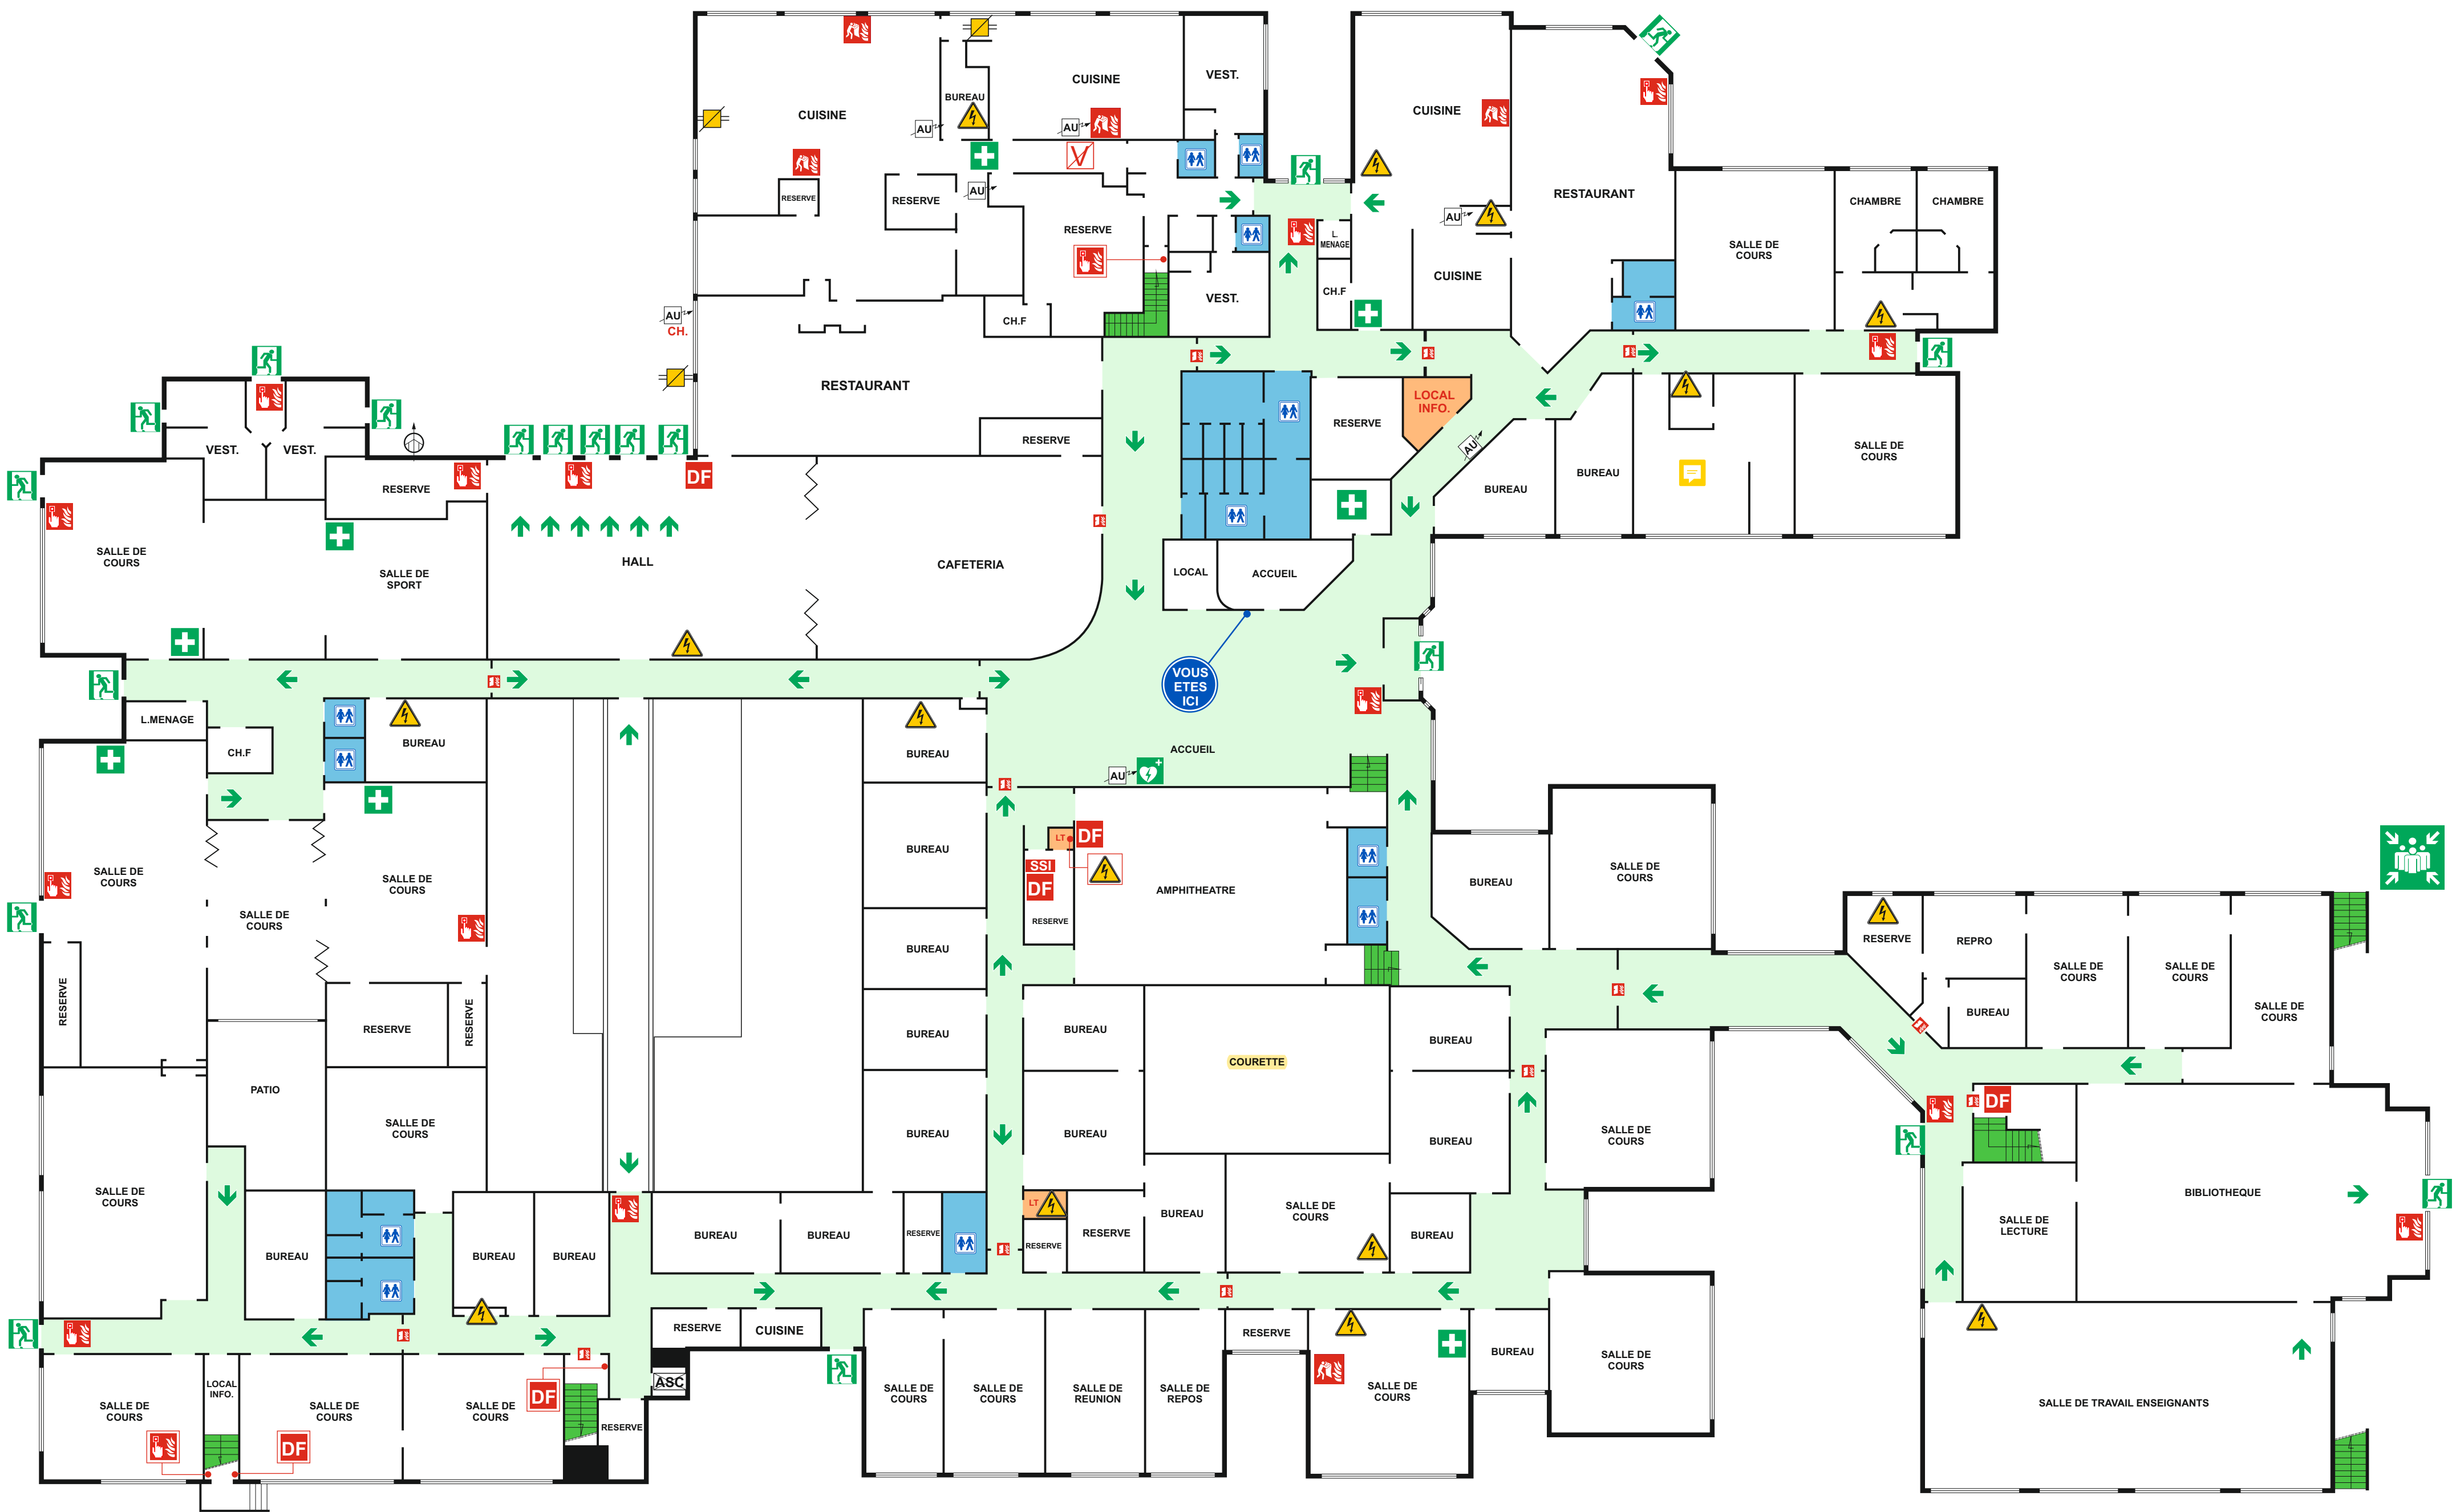 CUISINE
BUREAU
CUISINE
VEST.
AU
AU
V
AU
RESERVE
RESERVE
RESERVE
VEST.
CH.F
AU
CH.
RESTAURANT
RESERVE
CUISINE
RESTAURANT
AU
L.
MENAGE
CH.F
CUISINE
SALLE DE
COURS
CHAMBRE
CHAMBRE
LOCAL
INFO.
RESERVE
AU
BUREAU
BUREAU
SALLE DE
COURS
VEST.
VEST.
RESERVE
DF
SALLE DE
COURS
SALLE DE
SPORT
HALL
CAFETERIA
LOCAL
ACCUEIL
VOUS
ETES
ICI
ACCUEIL
AU
L.MENAGE
CH.F
BUREAU
BUREAU
SALLE DE
COURS
SALLE DE
COURS
SALLE DE
COURS
BUREAU
LT
DF
SSI
DF
RESERVE
AMPHITHEATRE
BUREAU
SALLE DE
COURS
BUREAU
RESERVE
RESERVE
RESERVE
BUREAU
BUREAU
COURETTE
BUREAU
RESERVE
REPRO
SALLE DE
COURS
SALLE DE
COURS
BUREAU
SALLE DE
COURS
PATIO
SALLE DE
COURS
BUREAU
BUREAU
BUREAU
SALLE DE
COURS
DF
SALLE DE
COURS
BUREAU
BUREAU
BUREAU
BUREAU
BUREAU
RESERVE
LT
RESERVE
RESERVE
BUREAU
SALLE DE
COURS
BUREAU
SALLE DE
LECTURE
BIBLIOTHEQUE
RESERVE
CUISINE
ASC
RESERVE
SALLE DE
COURS
LOCAL
INFO.
SALLE DE
COURS
SALLE DE
COURS
DF
RESERVE
DF
SALLE DE
COURS
SALLE DE
COURS
SALLE DE
REUNION
SALLE DE
REPOS
SALLE DE
COURS
BUREAU
SALLE DE
COURS
SALLE DE TRAVAIL ENSEIGNANTS